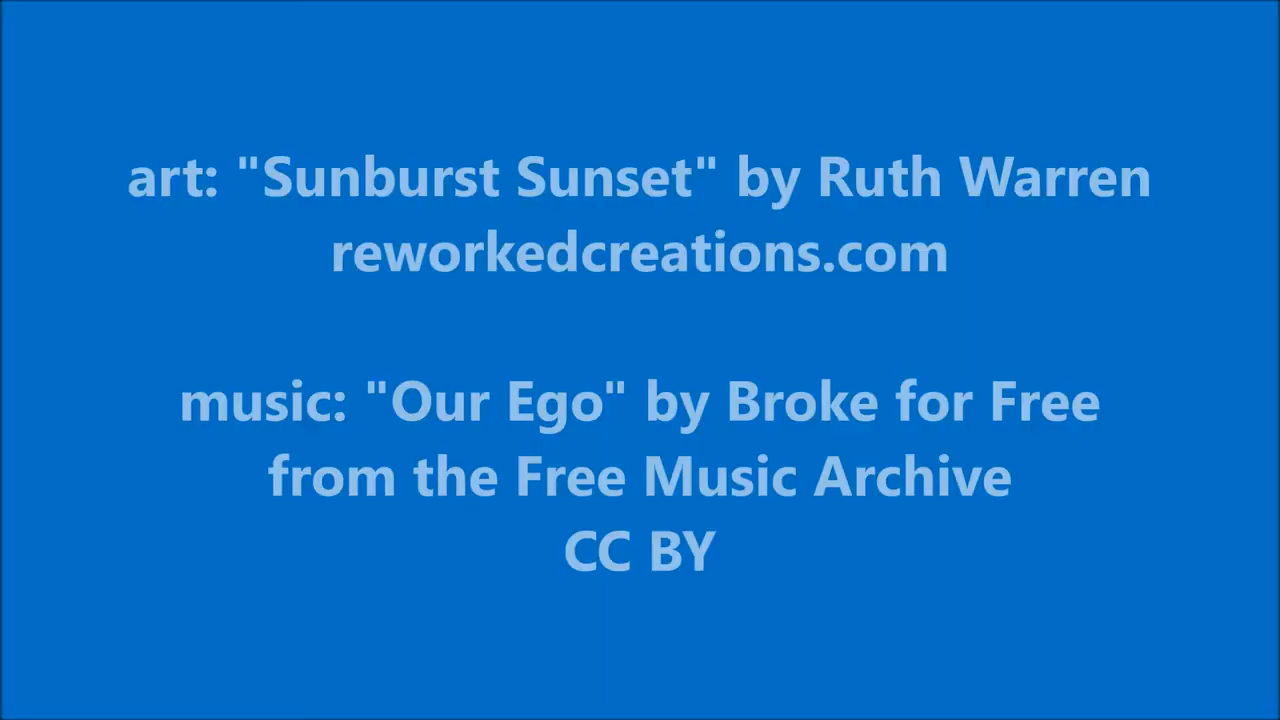 art: "Sunburst Sunset" by Ruth Warren
reworkedcreations.com
music: "Our Ego" by Broke for Free
from the Free Music Archive
CC BY